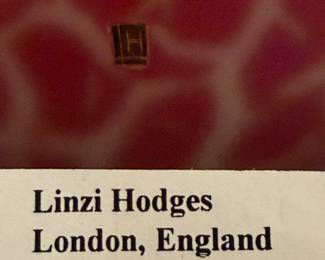 H
Linzi Hodges
London, England